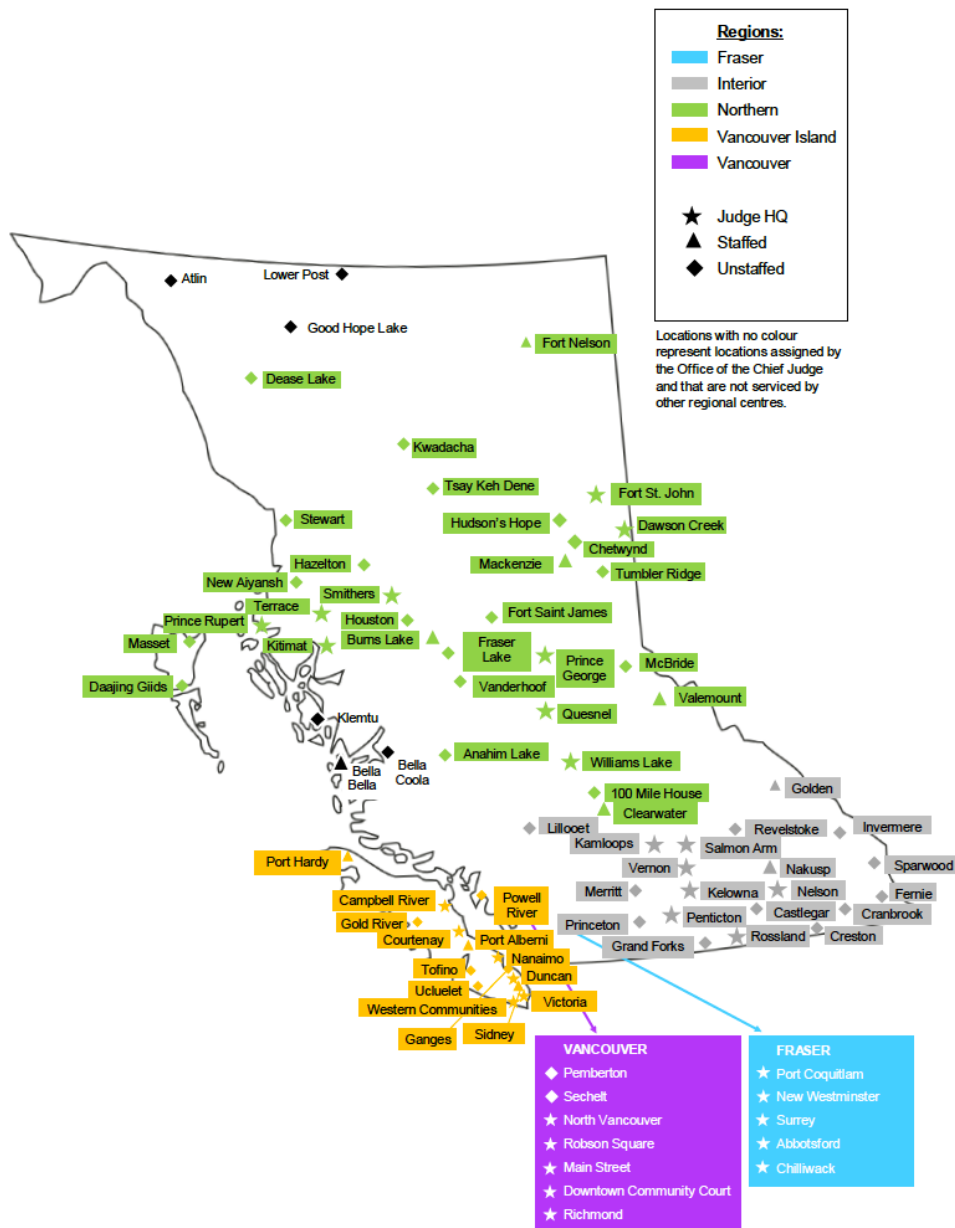 Regions:
Fraser
Interior
Northern
Vancouver Island
Vancouver
Judge HQ
Staffed
Unstaffed
Locations with no colour
represent locations assigned by
the Office of the Chief Judge
and that are not serviced by
other regional centres.
Atlin
Lower Post
Good Hope Lake
Fort Nelson
Dease Lake
Kwadacha
Tsay Keh Dene
Fort St. John
Stewart
Hudson's Hope
Dawson Creek
Chetwynd
Hazelton
Mackenzie
Tumbler Ridge
New Aiyansh
Smithers
Terrace
Fort Saint James
Prince Rupert
Houston
Masset
Kitimat
Burns Lake
Fraser
Lake
Prince
George
McBride
Daajing Giids
Vanderhoof
Valemount
Klemtu
Quesnel
Bella
Bella
Bella
Coola
Anahim Lake
Williams Lake
Golden
100 Mile House
Clearwater
Lillooet
Revelstoke
Invermere
Kamloops
Salmon Arm
Port Hardy
Vernon
Nakusp
Sparwood
Merritt
Kelowna
Nelson
Fernie
Campbell River
Powell
River
Gold River
Princeton
Penticton
Castlegar
Cranbrook
Courtenay
Port Alberni
Grand Forks
Rossland
Creston
Nanaimo
Tofino
Duncan
Ucluelet
Western Communities
Victoria
Ganges
Sidney
VANCOUVER
Pemberton
Sechelt
North Vancouver
Robson Square
Main Street
Downtown Community Court
Richmond
FRASER
Port Coquitlam
New Westminster
Surrey
Abbotsford
Chilliwack